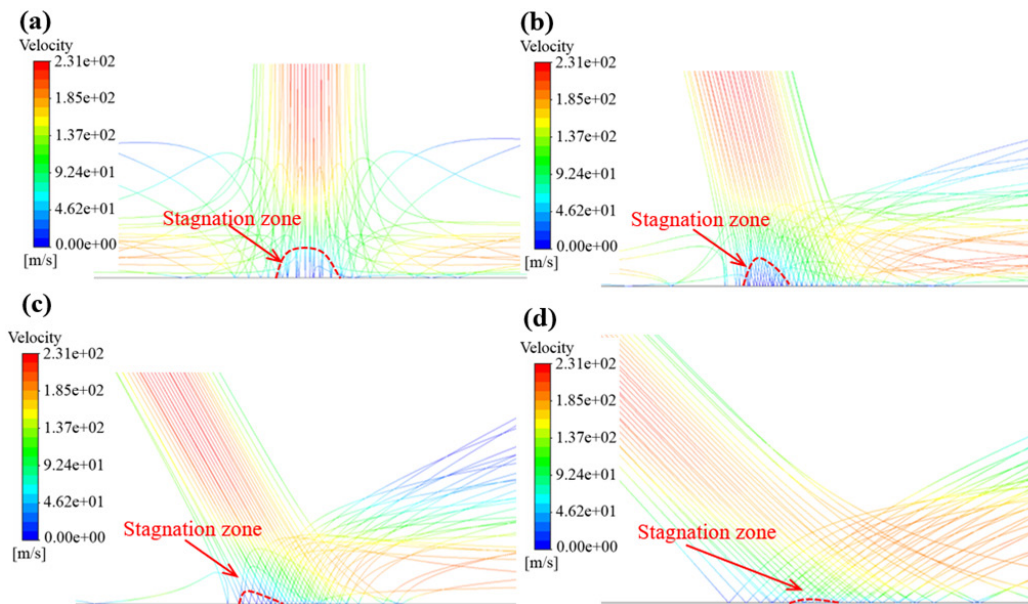 (a)
Velocity
2.31e+02
1.85e+02
1.37e+02
9.24e+01
4.62e+01
0.00e+00
[m/s]
Stagnation zone
(b)
Velocity
2.31e+02
1.85e+02
1.37e+02
9.24e+01
4.62e+01
0.00e+00
[m/s]
Stagnation zone
(c)
Velocity
2.31e+02
1.85e+02
1.37e+02
9.24e+01
4.62e+01
0.00e+00
[m/s]
Stagnation zone
(d)
Velocity
2.31e+02
1.85e+02
1.37e+02
9.24e+01
4.62e+01
0.00e+00
[m/s]
Stagnation zone